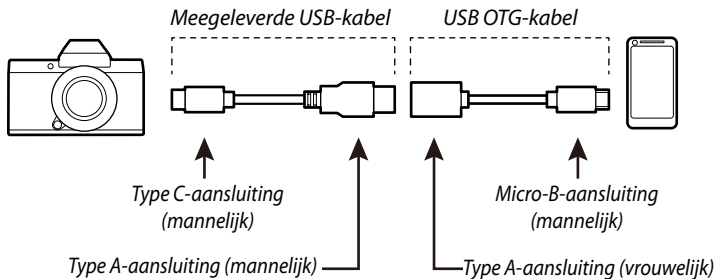 Meegeleverde USB-kabel
USB OTG-kabel
Type C-aansluiting
(mannelijk)
Micro-B-aansluiting
(mannelijk)
Type A-aansluiting (mannelijk)
Type A-aansluiting (vrouwelijk)